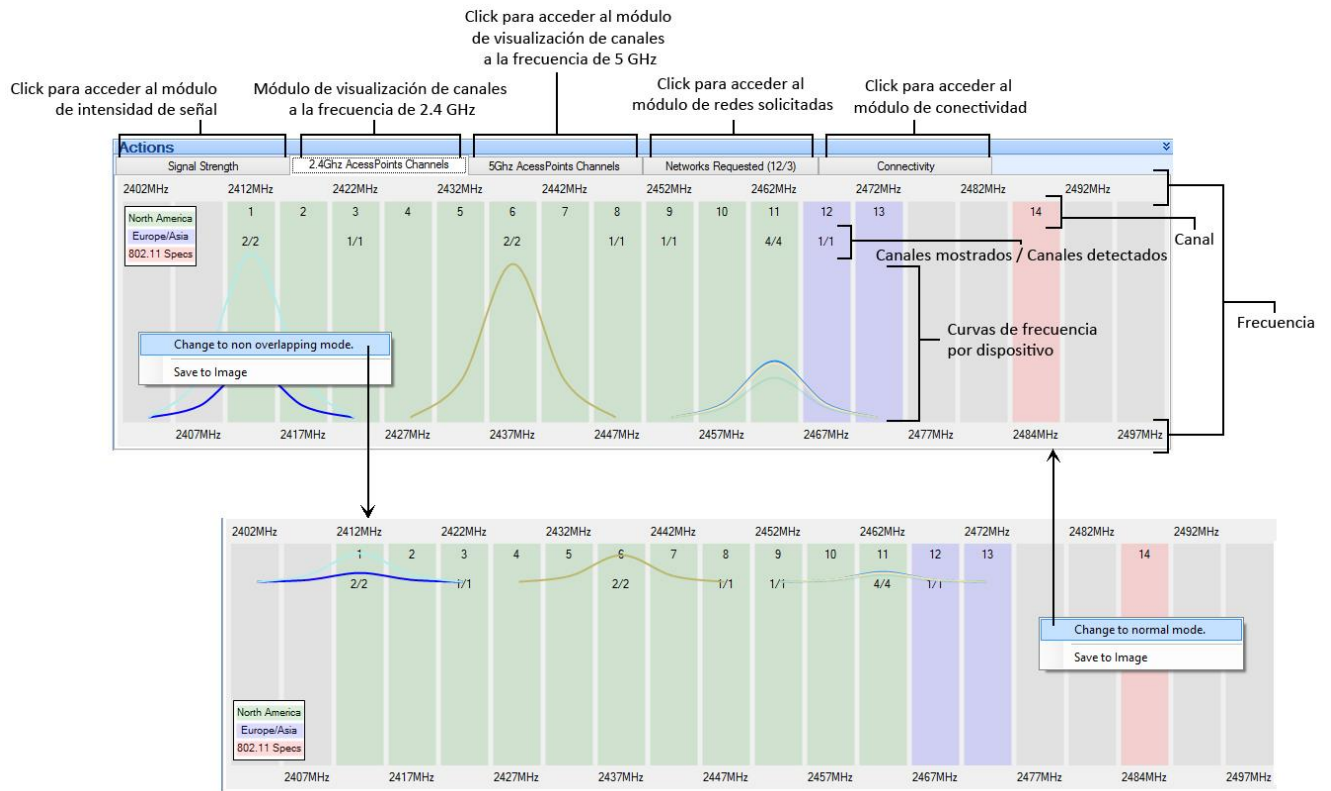 Click para acceder al módulo
de visualización de canales
a la frecuencia de 5 GHz
Click para acceder al módulo
de intensidad de señal
Módulo de visualización de canales
a la frecuencia de 2.4 GHz
Click para acceder al
módulo de redes solicitadas
Click para acceder al
módulo de conectividad
Actions
Signal Strength
2.4Ghz AcessPoints Channels
5Ghz AcessPoints Channels
Networks Requested (12/3)
Connectivity
2402MHz 2412MHz 2422MHz 2432MHz 2442MHz 2452MHz 2462MHz 2472MHz 2482MHz 2492MHz
North America
Europe/Asia
802.11 Specs
1 2 3 4 5 6 7 8 9 10 11 12 13 14
2/2 1/1 2/2 1/1 1/1 4/4 1/1
Canal
Canales mostrados / Canales detectados
Frecuencia
Curvas de frecuencia
por dispositivo
Change to non overlapping mode.
Save to Image
2407MHz 2417MHz 2427MHz 2437MHz 2447MHz 2457MHz 2467MHz 2477MHz 2484MHz 2497MHz
2402MHz 2412MHz 2422MHz 2432MHz 2442MHz 2452MHz 2462MHz 2472MHz 2482MHz 2492MHz
1 2 3 4 5 6 7 8 9 10 11 12 13 14
2/2 1/1 2/2 1/1 1/1 4/4 1/1
Change to normal mode.
Save to Image
North America
Europe/Asia
802.11 Specs
2407MHz 2417MHz 2427MHz 2437MHz 2447MHz 2457MHz 2467MHz 2477MHz 2484MHz 2497MHz